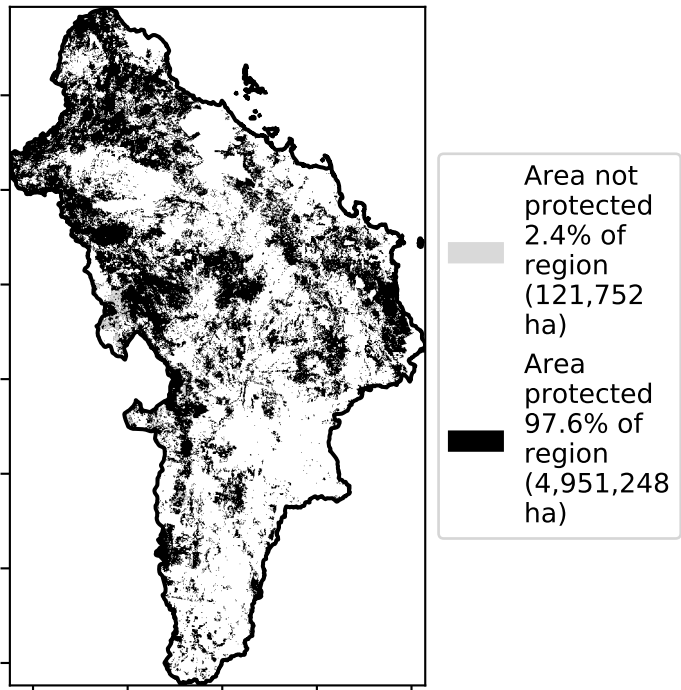 Area not
protected
2.4% of
region
(121,752
ha)
Area
protected
97.6% of
region
(4,951,248
ha)